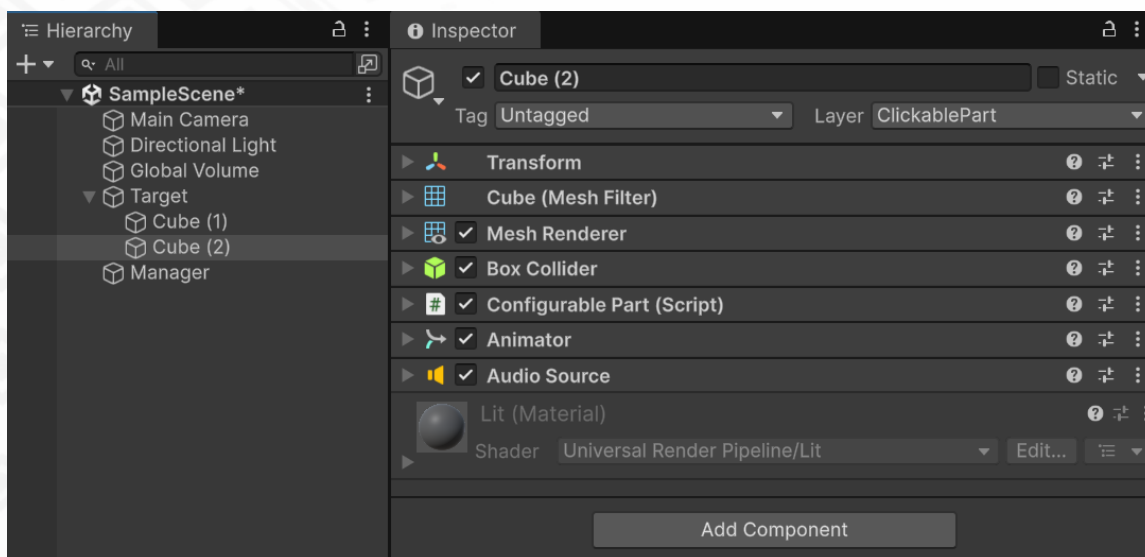 Hierarchy
All
SampleScene*
Main Camera
Directional Light
Global Volume
Target
Cube (1)
Cube (2)
Manager
Inspector
Cube (2) Static
Tag Untagged Layer ClickablePart
Transform
Cube (Mesh Filter)
Mesh Renderer
Box Collider
# Configurable Part (Script)
Animator
Audio Source
Lit (Material)
Shader Universal Render Pipeline/Lit Edit...
Add Component